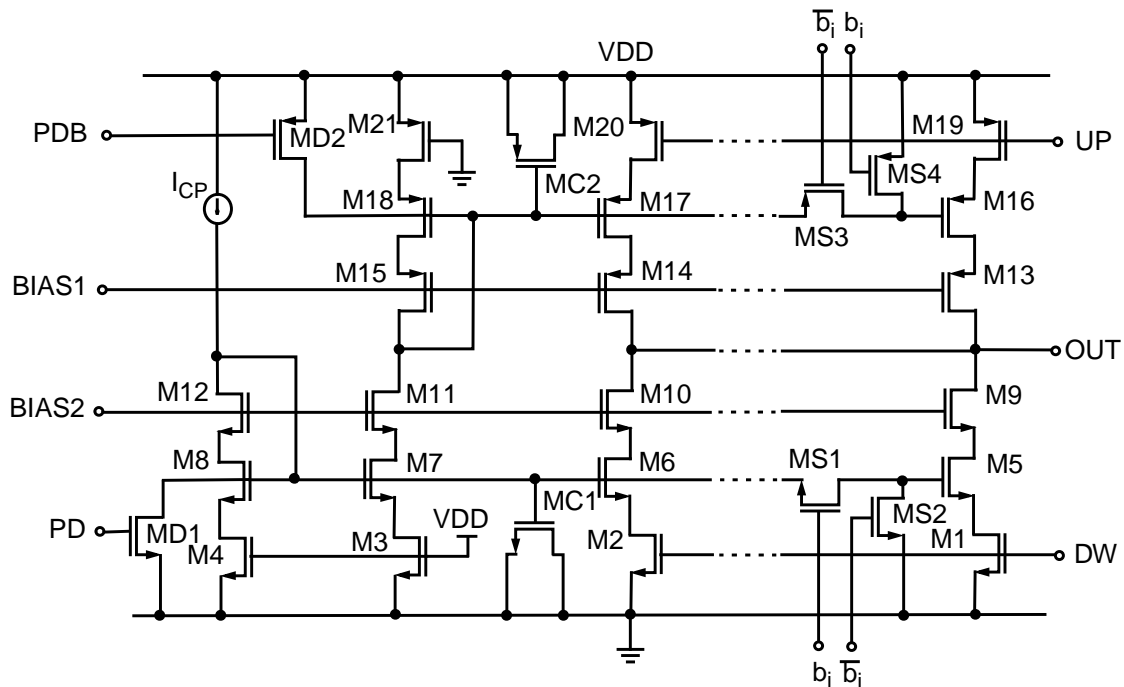 b̅i bi
VDD
PDB
MD2
M21
M20
M19
UP
MC2
MS4
ICP
M18
M17
M16
MS3
BIAS1
M15
M14
M13
OUT
BIAS2
M12
M11
M10
M9
M8
M7
M6
MS1
M5
PD
MD1
M4
M3
VDD
MC1
M2
MS2
M1
DW
bi b̅i